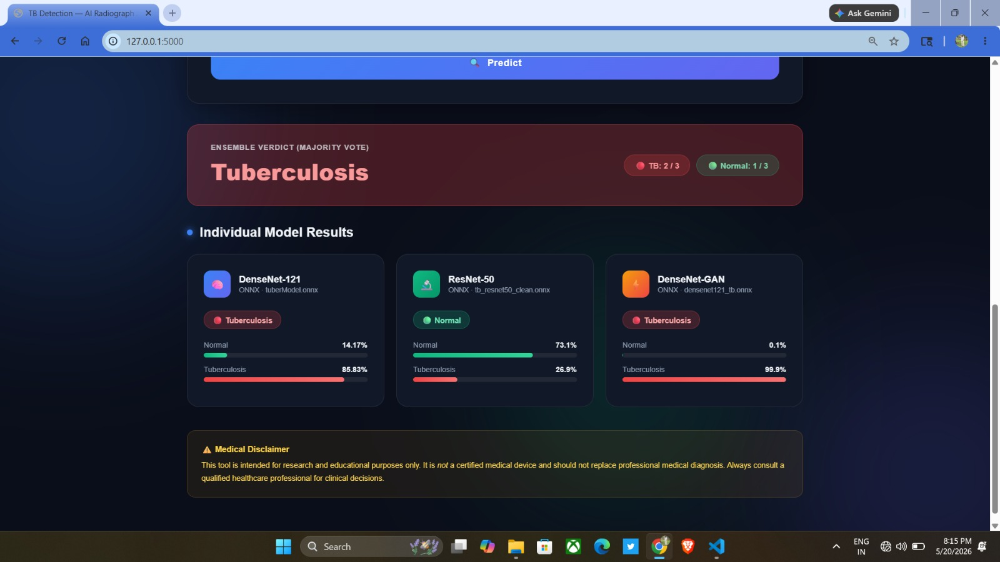 TB Detection — AI Radiograph
Ask Gemini
127.0.0.1:5000
Predict
ENSEMBLE VERDICT (MAJORITY VOTE)
Tuberculosis
TB: 2 / 3
Normal: 1 / 3
Individual Model Results
DenseNet-121
ONNX · tuberModel.onnx
Tuberculosis
Normal 14.17%
Tuberculosis 85.83%
ResNet-50
ONNX · tb_resnet50_clean.onnx
Normal
Normal 73.1%
Tuberculosis 26.9%
DenseNet-GAN
ONNX · densenet121_tb.onnx
Tuberculosis
Normal 0.1%
Tuberculosis 99.9%
Medical Disclaimer
This tool is intended for research and educational purposes only. It is not a certified medical device and should not replace professional medical diagnosis. Always consult a
qualified healthcare professional for clinical decisions.
Search
ENG
IN
8:15 PM
5/20/2026